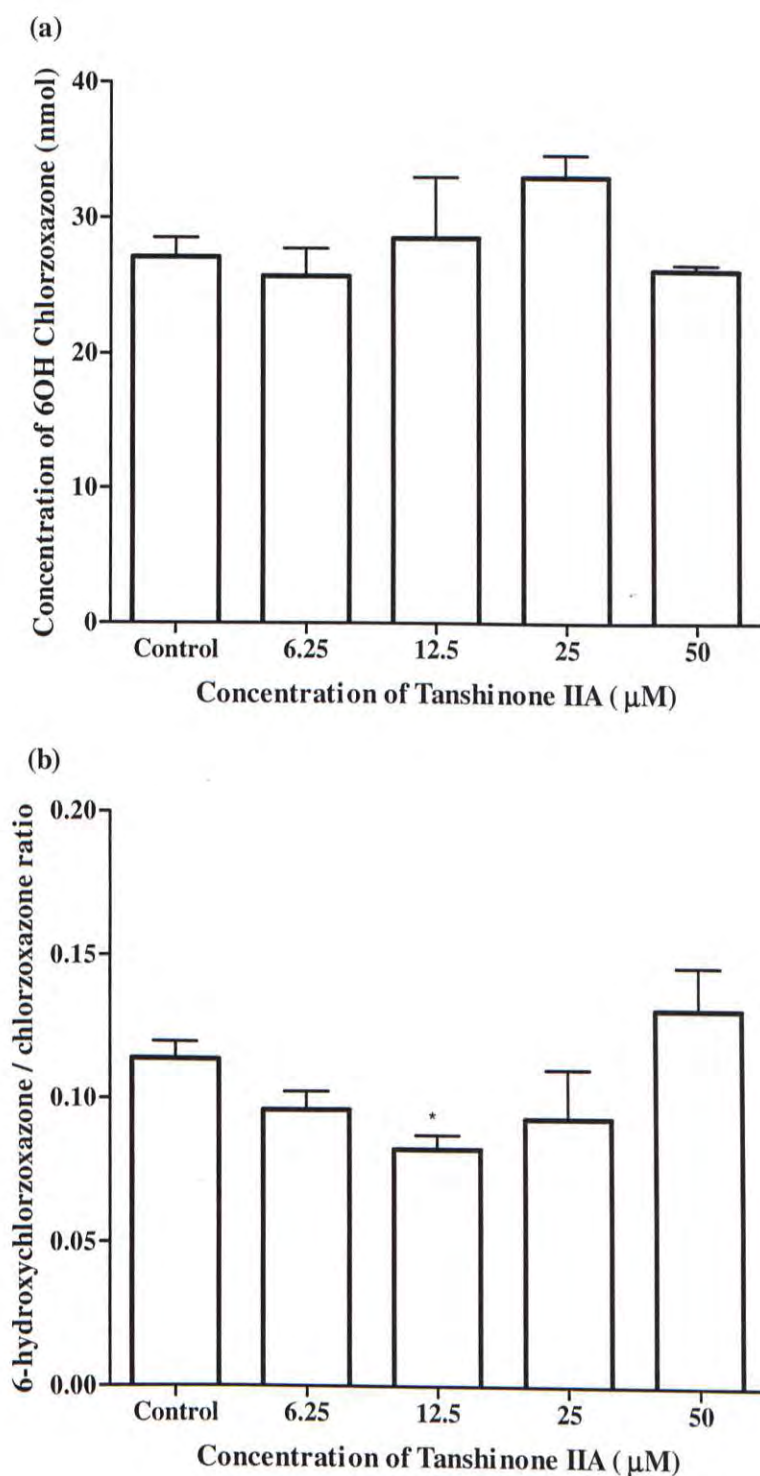 (a)
Concentration of 6OH Chlorzoxazone (nmol)
40
30
20
10
0
Control 6.25 12.5 25 50
Concentration of Tanshinone IIA (μM)
(b)
6-hydroxychlorzoxazone / chlorzoxazone ratio
0.20
0.15
0.10
0.05
0.00
*
Control 6.25 12.5 25 50
Concentration of Tanshinone IIA (μM)